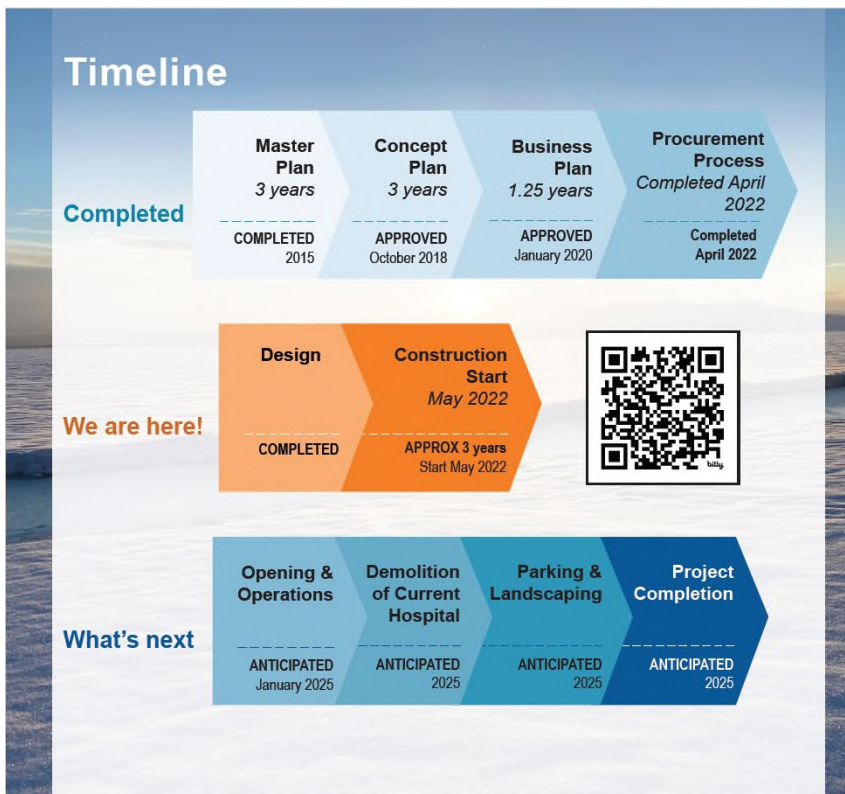 Timeline
Completed
Master
Plan
3 years
COMPLETED
2015
Concept
Plan
3 years
APPROVED
October 2018
Business
Plan
1.25 years
APPROVED
January 2020
Procurement
Process
Completed April
2022
Completed
April 2022
We are here!
Design
COMPLETED
Construction
Start
May 2022
APPROX 3 years
Start May 2022
bitly
What's next
Opening &
Operations
ANTICIPATED
January 2025
Demolition
of Current
Hospital
ANTICIPATED
2025
Parking &
Landscaping
ANTICIPATED
2025
Project
Completion
ANTICIPATED
2025